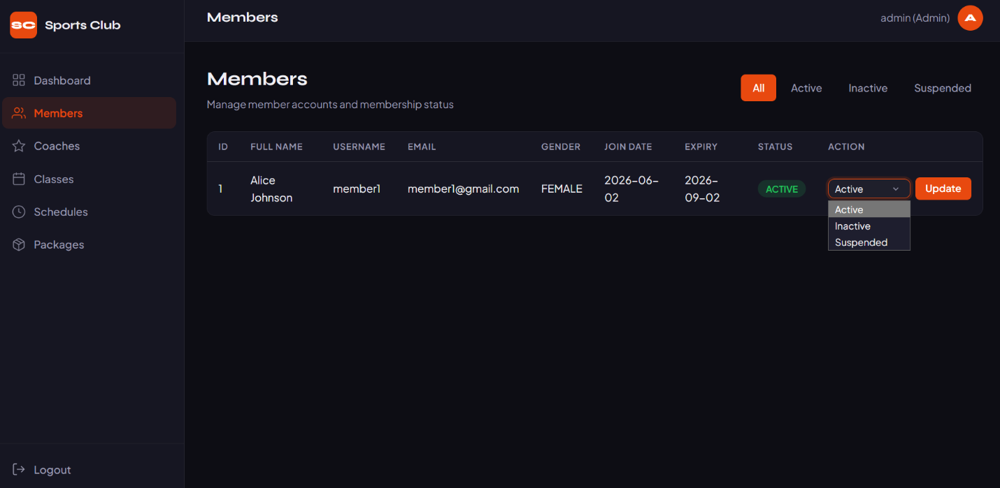 SC Sports Club
Members
admin (Admin) A
Dashboard
Members
Coaches
Classes
Schedules
Packages
Logout
Members
Manage member accounts and membership status
All Active Inactive Suspended
ID FULL NAME USERNAME EMAIL GENDER JOIN DATE EXPIRY STATUS ACTION
1 Alice Johnson member1 member1@gmail.com FEMALE 2026-06-02 2026-09-02 ACTIVE Active Update
Active
Inactive
Suspended